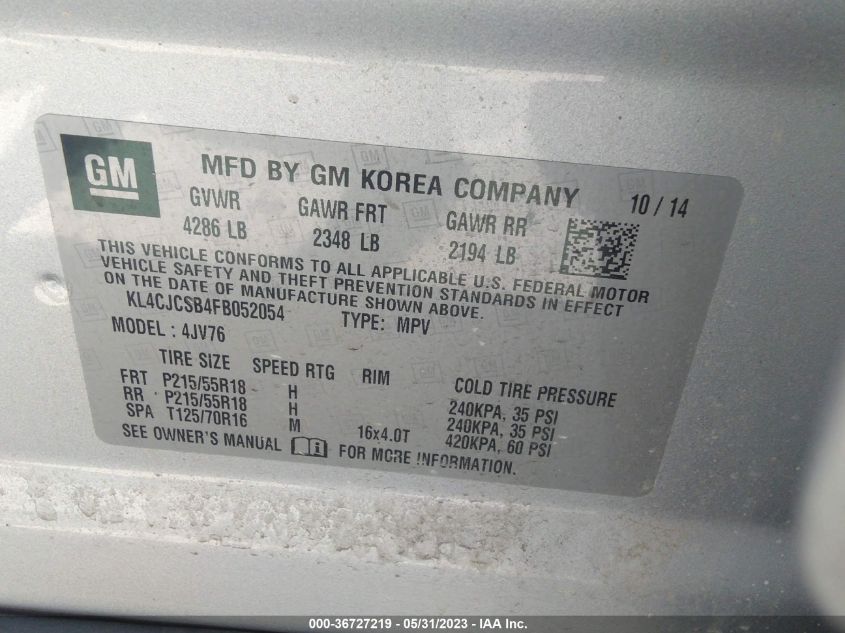 GM
MFD BY GM KOREA COMPANY 10 / 14
GVWR GAWR FRT GAWR RR
4286 LB 2348 LB 2194 LB
THIS VEHICLE CONFORMS TO ALL APPLICABLE U.S. FEDERAL MOTOR
VEHICLE SAFETY AND THEFT PREVENTION STANDARDS IN EFFECT
ON THE DATE OF MANUFACTURE SHOWN ABOVE.
KL4CJCSB4FB052054 TYPE: MPV
MODEL : 4JV76
TIRE SIZE SPEED RTG RIM COLD TIRE PRESSURE
FRT P215/55R18 H 240KPA, 35 PSI
RR P215/55R18 H 240KPA, 35 PSI
SPA T125/70R16 M 16x4.0T 420KPA, 60 PSI
SEE OWNER'S MANUAL i FOR MORE INFORMATION.
000-36727219 - 05/31/2023 - IAA Inc.